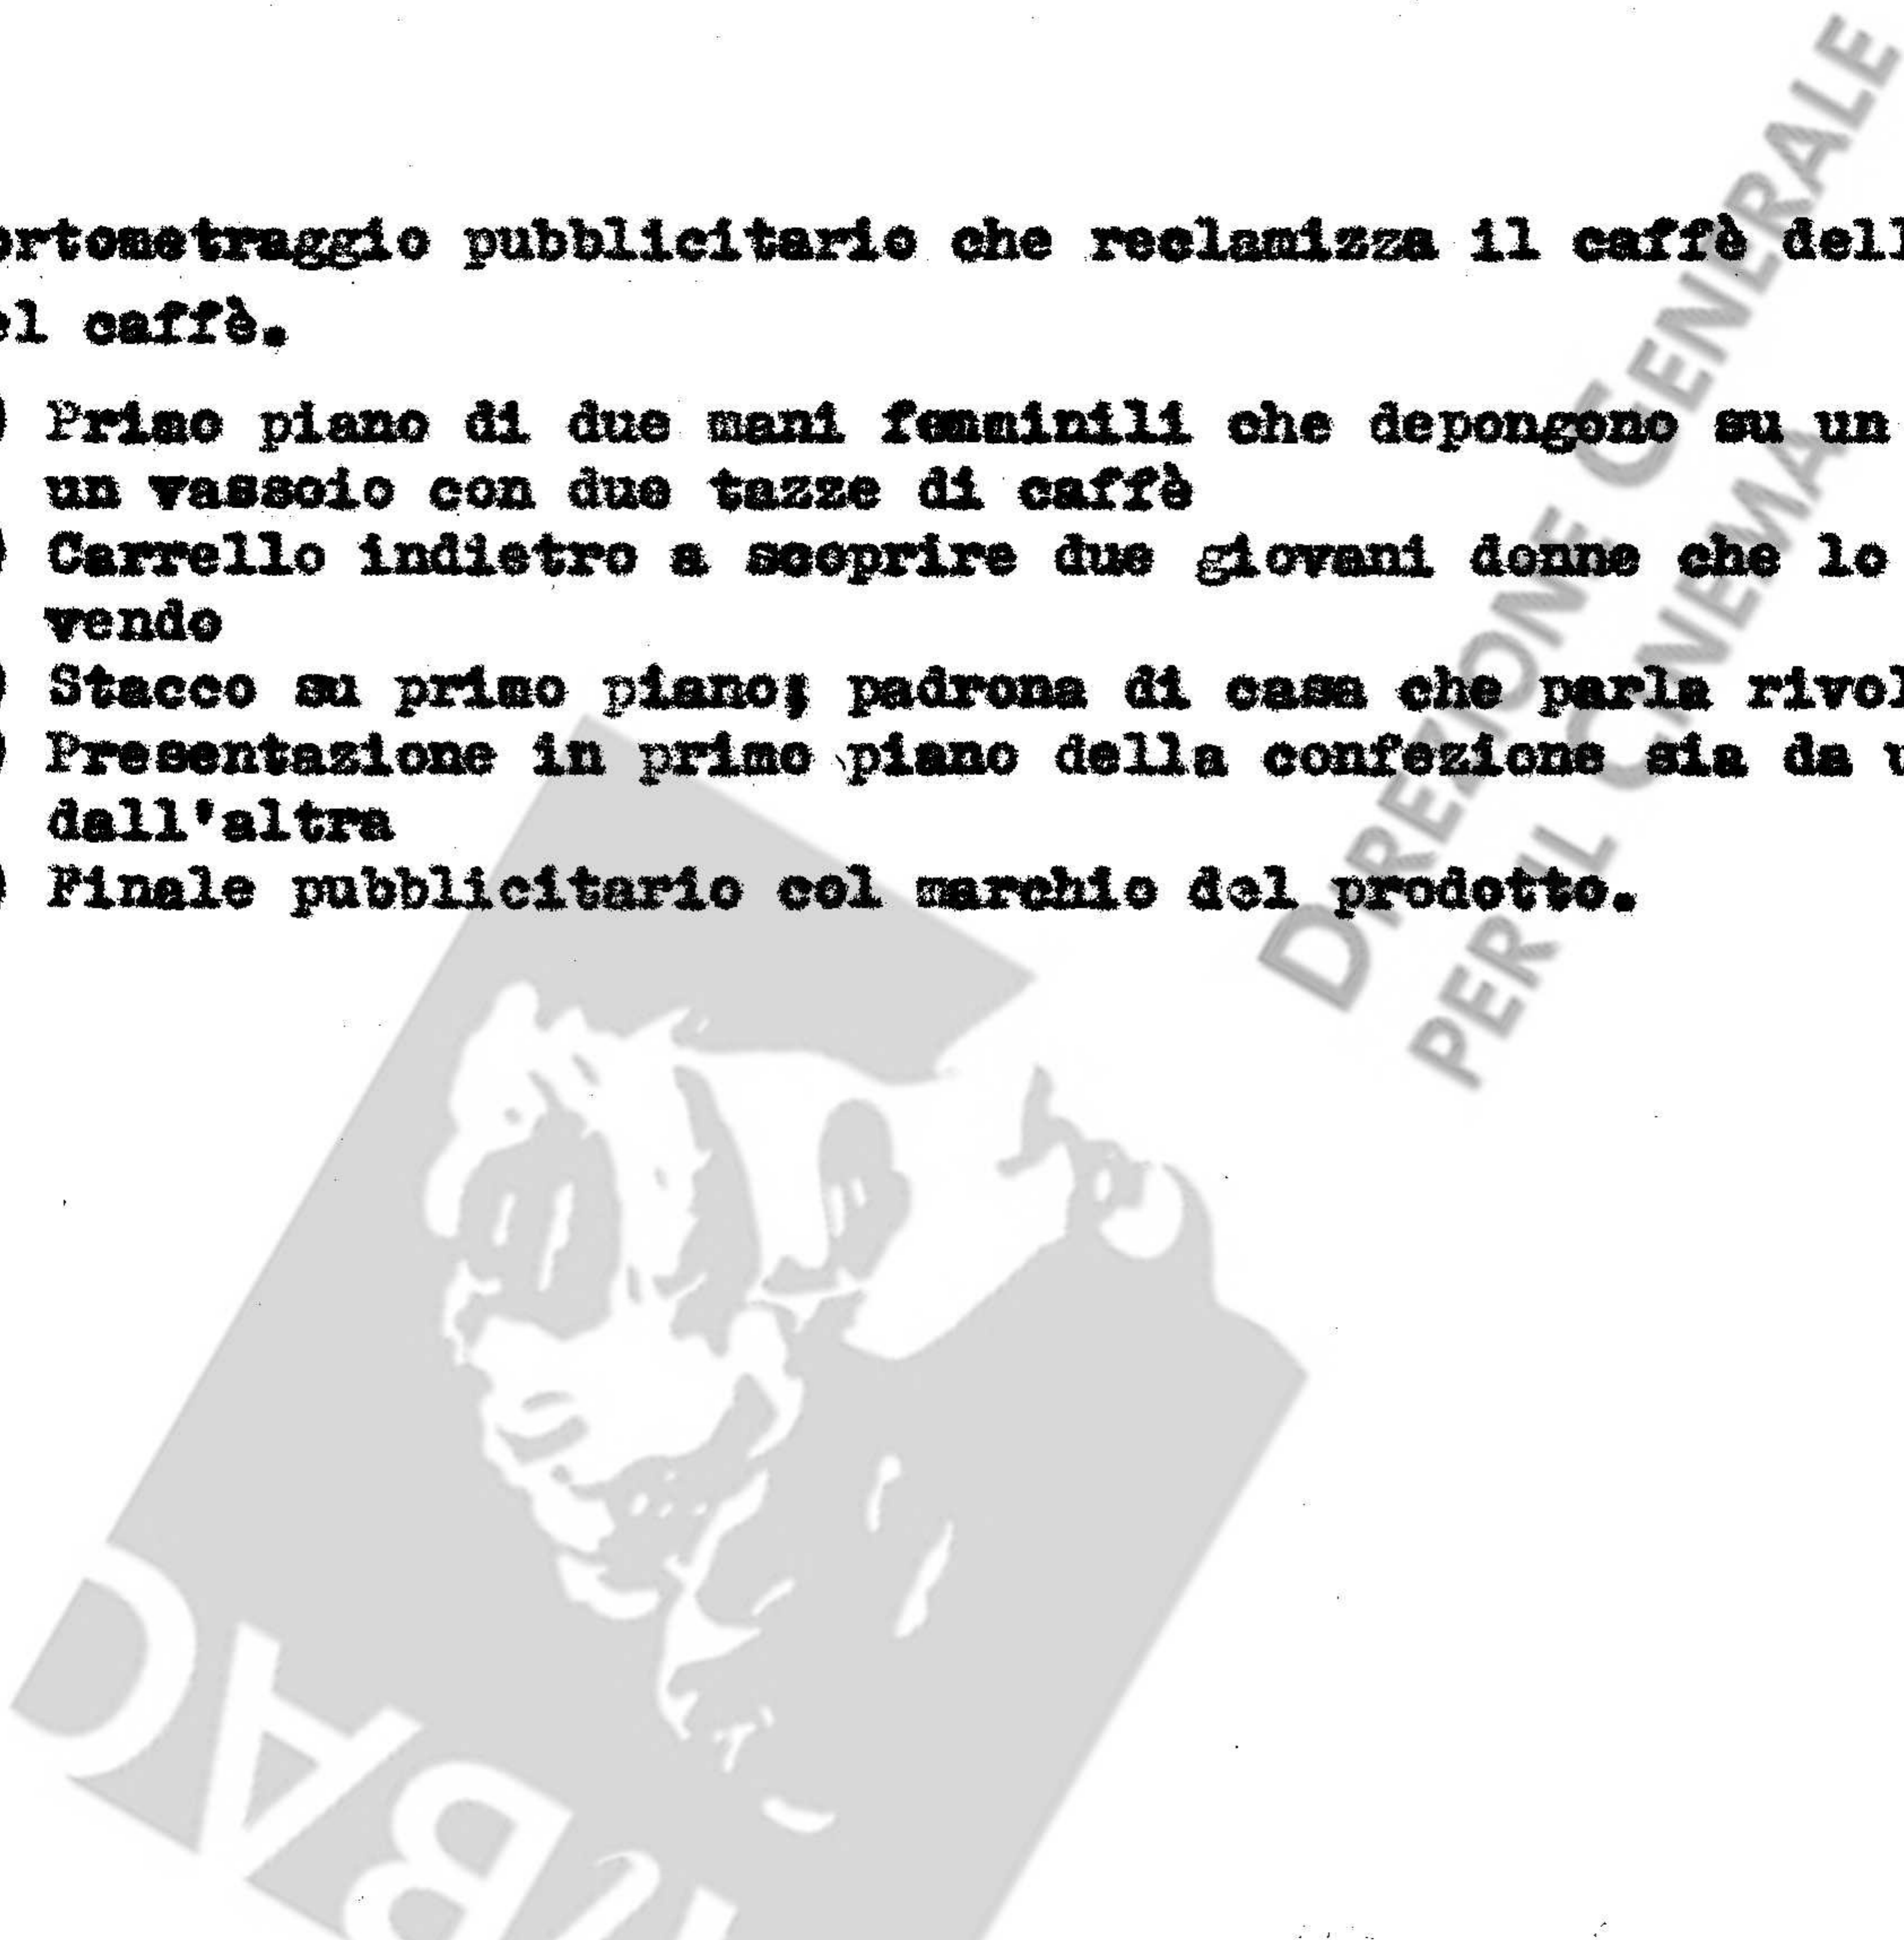 ortometraggio pubblicitario che reclamizza il caffè dell
el caffè.
) Primo piano di due mani femminili che depongono su un
un vassoio con due tazze di caffè
) Carrello indietro a scoprire due giovani donne che lo
vendo
) Stacco su primo piano; padrona di casa che parla rivol
) Presentazione in primo piano della confezione sia da u
dall'altra
) Finale pubblicitario col marchio del prodotto.
DIREZIONE GENERALE
PER IL CINEMA
MIBAC